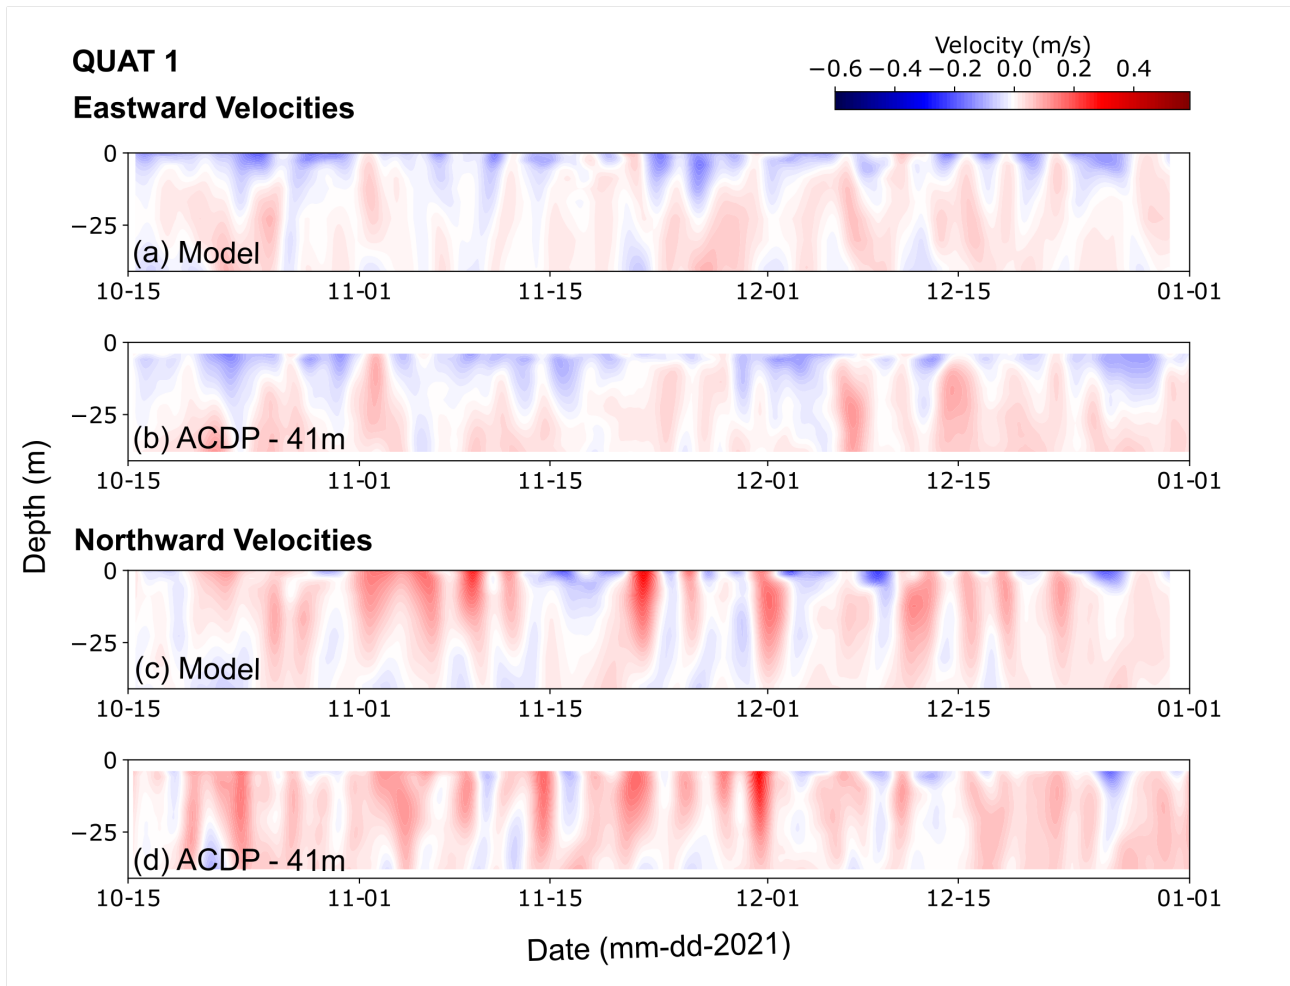 QUAT 1
Velocity (m/s)
−0.6 −0.4 −0.2 0.0 0.2 0.4
Eastward Velocities
0
−25
(a) Model
10-15 11-01 11-15 12-01 12-15 01-01
0
−25
(b) ACDP - 41m
10-15 11-01 11-15 12-01 12-15 01-01
Depth (m)
Northward Velocities
0
−25
(c) Model
10-15 11-01 11-15 12-01 12-15 01-01
0
−25
(d) ACDP - 41m
10-15 11-01 11-15 12-01 12-15 01-01
Date (mm-dd-2021)